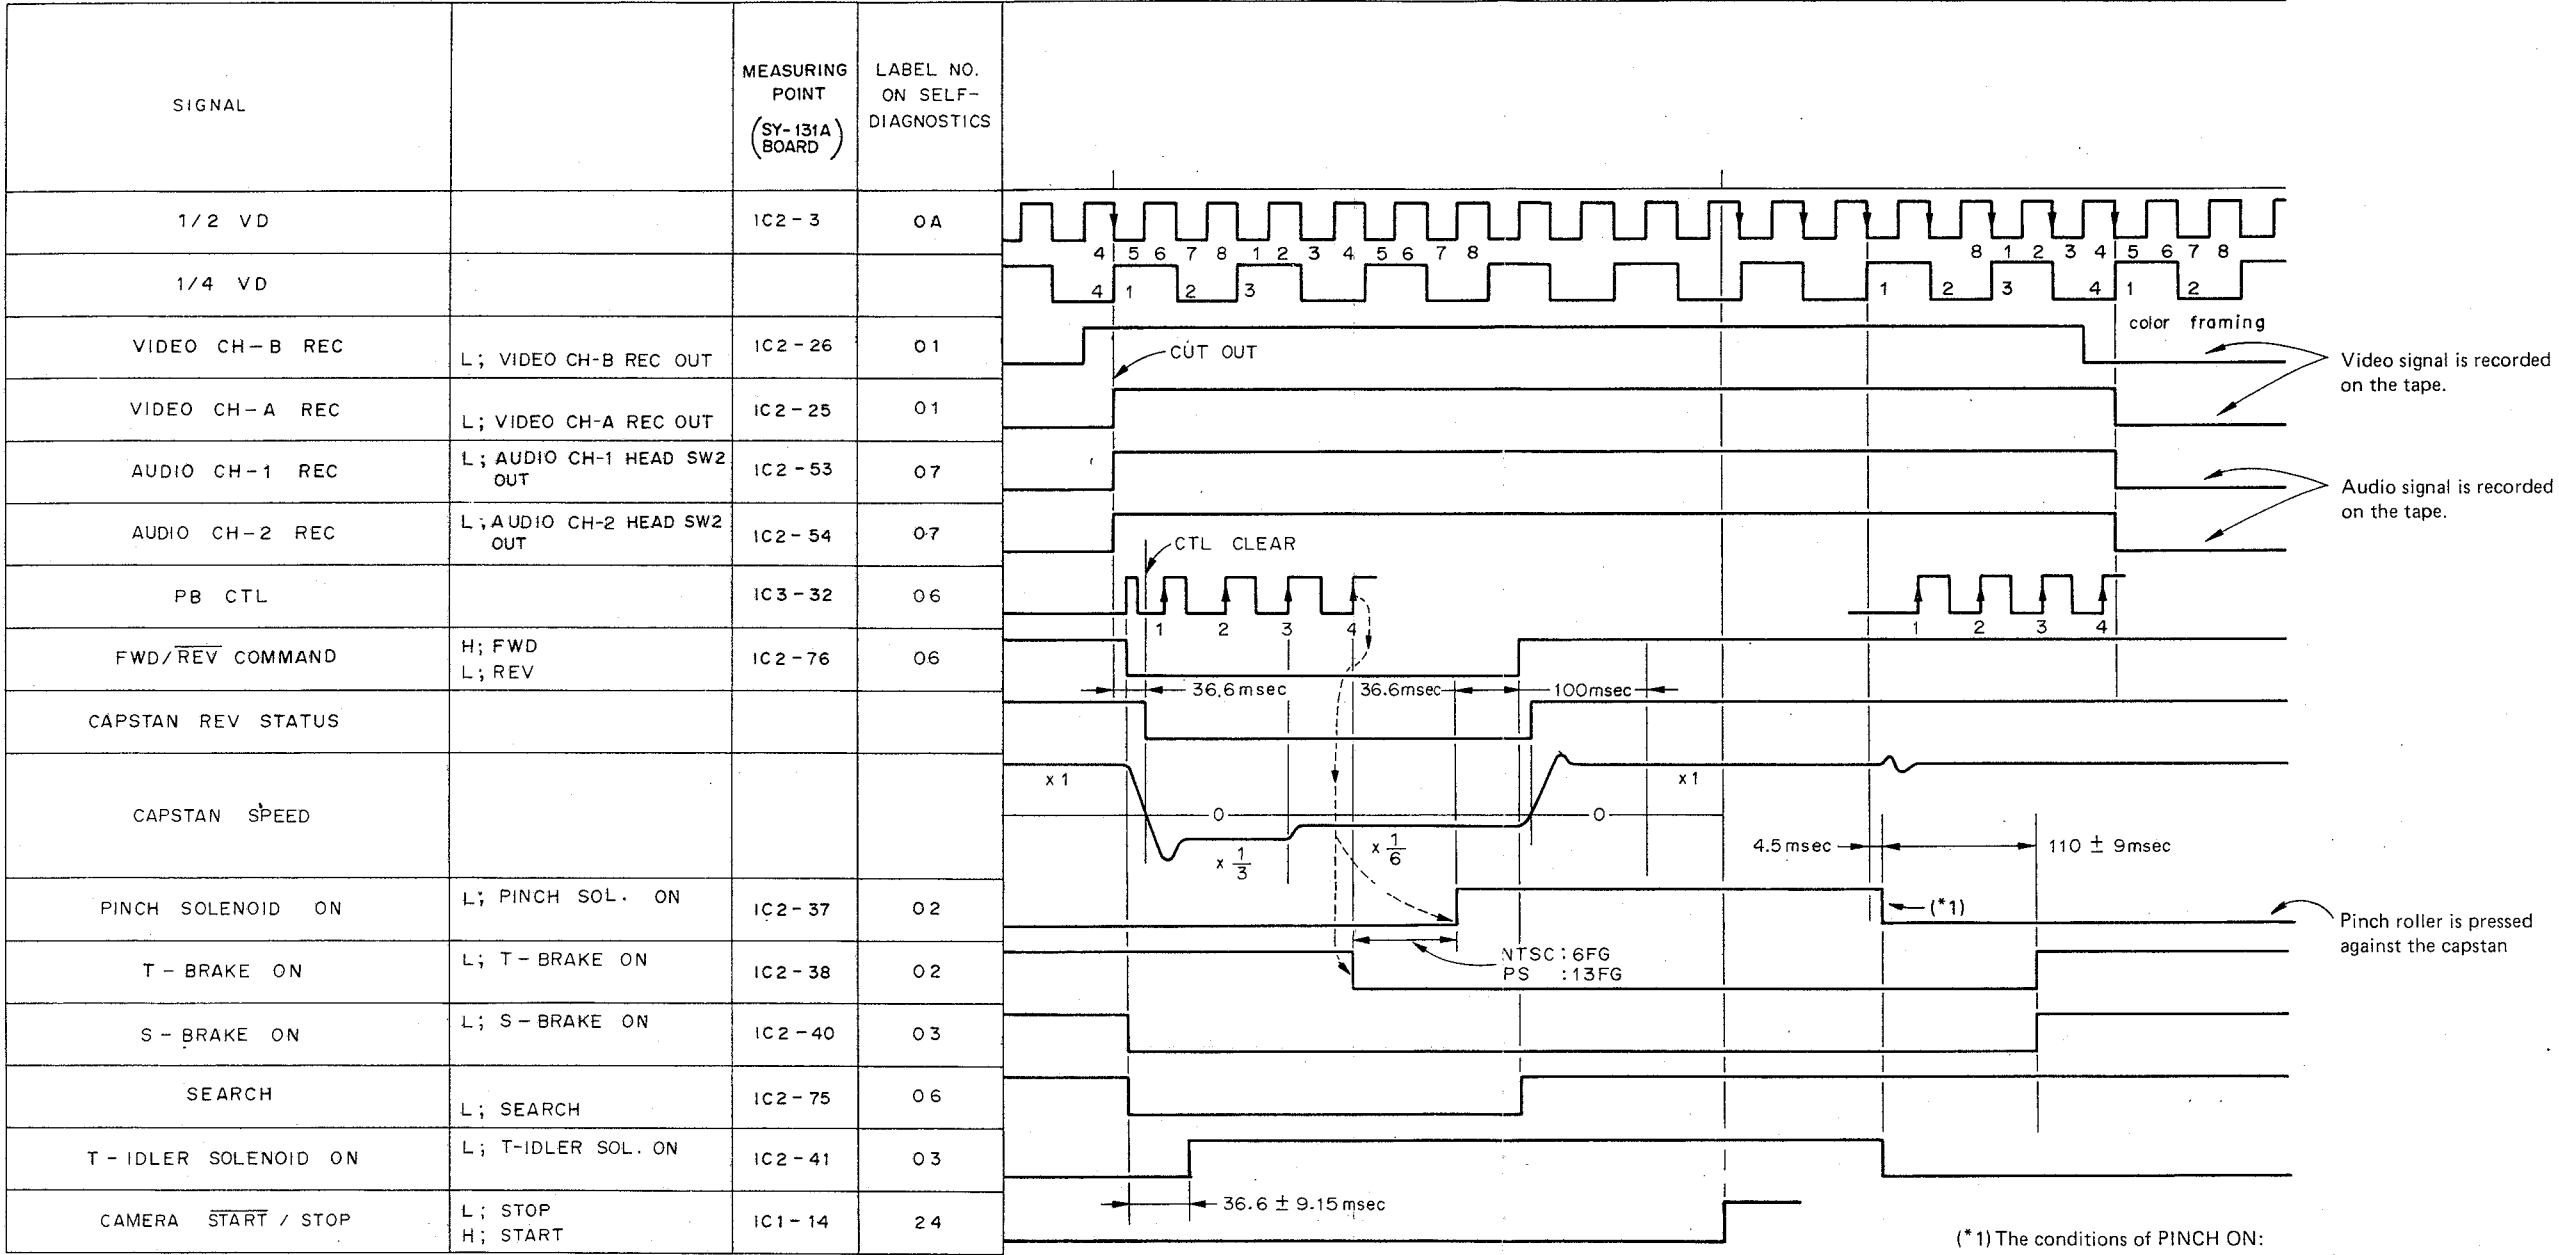 SIGNAL
MEASURING
POINT
(SY-131A
BOARD)
LABEL NO.
ON SELF-
DIAGNOSTICS
1/2 VD
IC2-3
0A
4 5 6 7 8 1 2 3 4 5 6 7 8
8 1 2 3 4 5 6 7 8
1/4 VD
4 1 2 3
1 2 3 4 1 2
VIDEO CH-B REC
L; VIDEO CH-B REC OUT
IC2-26
01
color framing
CUT OUT
Video signal is recorded
on the tape.
VIDEO CH-A REC
L; VIDEO CH-A REC OUT
IC2-25
01
AUDIO CH-1 REC
L; AUDIO CH-1 HEAD SW2
OUT
IC2-53
07
Audio signal is recorded
on the tape.
AUDIO CH-2 REC
L; AUDIO CH-2 HEAD SW2
OUT
IC2-54
07
CTL CLEAR
PB CTL
IC3-32
06
1 2 3 4
1 2 3 4
FWD/REV COMMAND
H; FWD
L; REV
IC2-76
06
36.6msec
36.6msec
100msec
CAPSTAN REV STATUS
CAPSTAN SPEED
x1
0
x 1/3
x 1/6
0
x1
4.5msec
110 ± 9msec
PINCH SOLENOID ON
L; PINCH SOL. ON
IC2-37
02
(*1)
Pinch roller is pressed
against the capstan
T-BRAKE ON
L; T-BRAKE ON
IC2-38
02
NTSC:6FG
PS :13FG
S-BRAKE ON
L; S-BRAKE ON
IC2-40
03
SEARCH
L; SEARCH
IC2-75
06
T-IDLER SOLENOID ON
L; T-IDLER SOL. ON
IC2-41
03
36.6 ± 9.15msec
CAMERA START / STOP
L; STOP
H; START
IC1-14
24
(*1) The conditions of PINCH ON: